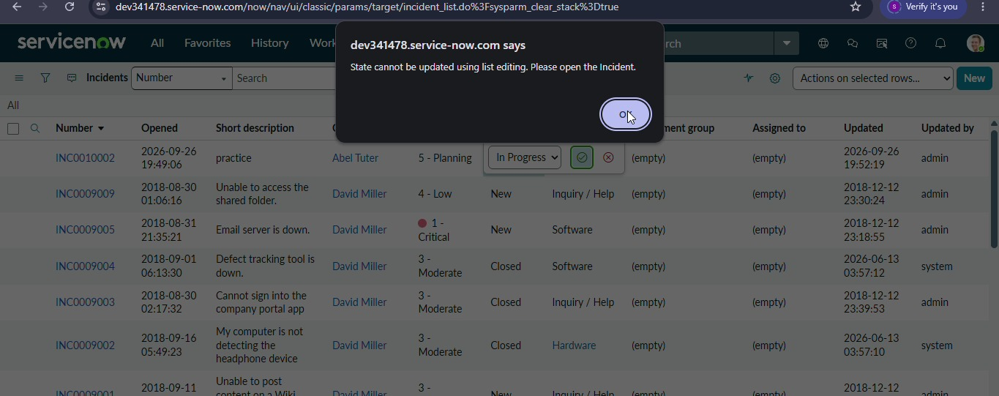 dev341478.service-now.com/now/nav/ui/classic/params/target/incident_list.do%3Fsysparm_clear_stack%3Dtrue
S Verify it's you
servicenow All Favorites History
dev341478.service-now.com says
State cannot be updated using list editing. Please open the Incident.
Incidents Number Search Actions on selected rows... New
All
Number Opened Short description Assigned to Updated Updated by
INC0010002 2026-09-26 19:49:06 practice Abel Tuter 5 - Planning In Progress (empty) (empty) 2026-09-26 19:52:19 admin
INC0009009 2018-08-30 01:06:16 Unable to access the shared folder. David Miller 4 - Low New Inquiry / Help (empty) (empty) 2018-12-12 23:30:24 admin
INC0009005 2018-08-31 21:35:21 Email server is down. David Miller 1 - Critical New Software (empty) (empty) 2018-12-12 23:18:55 admin
INC0009004 2018-09-01 06:13:30 Defect tracking tool is down. David Miller 3 - Moderate Closed Software (empty) (empty) 2026-06-13 03:57:12 system
INC0009003 2018-08-30 02:17:32 Cannot sign into the company portal app David Miller 3 - Moderate Closed Inquiry / Help (empty) (empty) 2018-12-12 23:39:53 admin
INC0009002 2018-09-16 05:49:23 My computer is not detecting the headphone device David Miller 3 - Moderate Closed Hardware (empty) (empty) 2026-06-13 03:57:10 system
INC0009001 2018-09-11 Unable to post content on a Wiki David Miller 3 - New Inquiry / Help (empty) (empty) 2018-12-12 admin